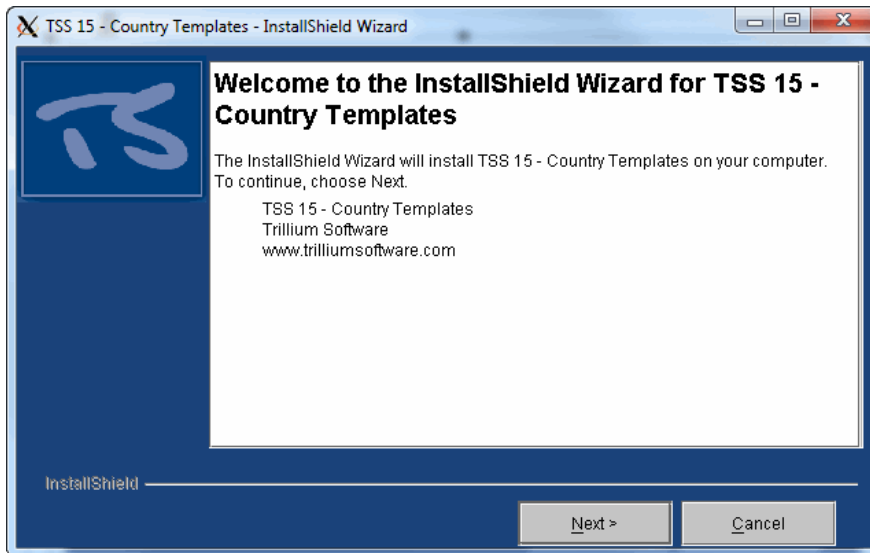 TSS 15 - Country Templates - InstallShield Wizard
TS
Welcome to the InstallShield Wizard for TSS 15 -
Country Templates
The InstallShield Wizard will install TSS 15 - Country Templates on your computer.
To continue, choose Next.
TSS 15 - Country Templates
Trillium Software
www.trilliumsoftware.com
InstallShield
Next >
Cancel